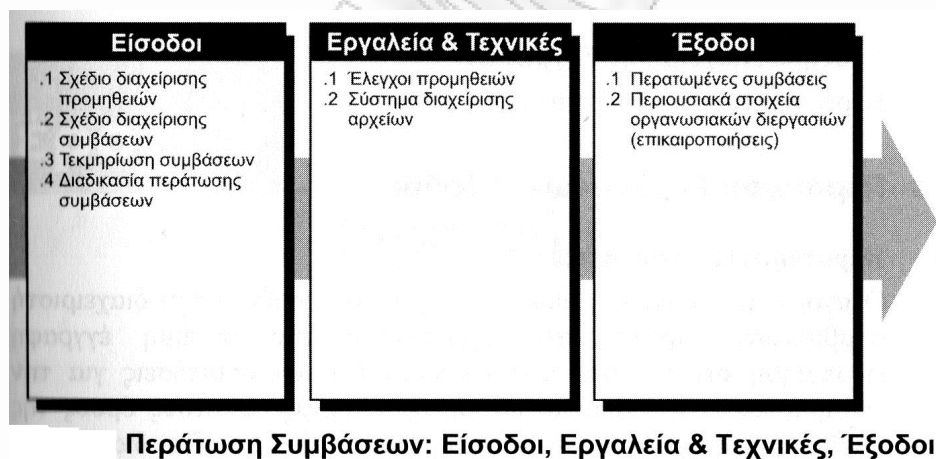 Είσοδοι
.1 Σχέδιο διαχείρισης
προμηθειών
.2 Σχέδιο διαχείρισης
συμβάσεων
.3 Τεκμηρίωση συμβάσεων
.4 Διαδικασία περάτωσης
συμβάσεων
Εργαλεία & Τεχνικές
.1 Έλεγχοι προμηθειών
.2 Σύστημα διαχείρισης
αρχείων
Έξοδοι
.1 Περατωμένες συμβάσεις
.2 Περιουσιακά στοιχεία
οργανωσιακών διεργασιών
(επικαιροποιήσεις)
Περάτωση Συμβάσεων: Είσοδοι, Εργαλεία & Τεχνικές, Έξοδοι